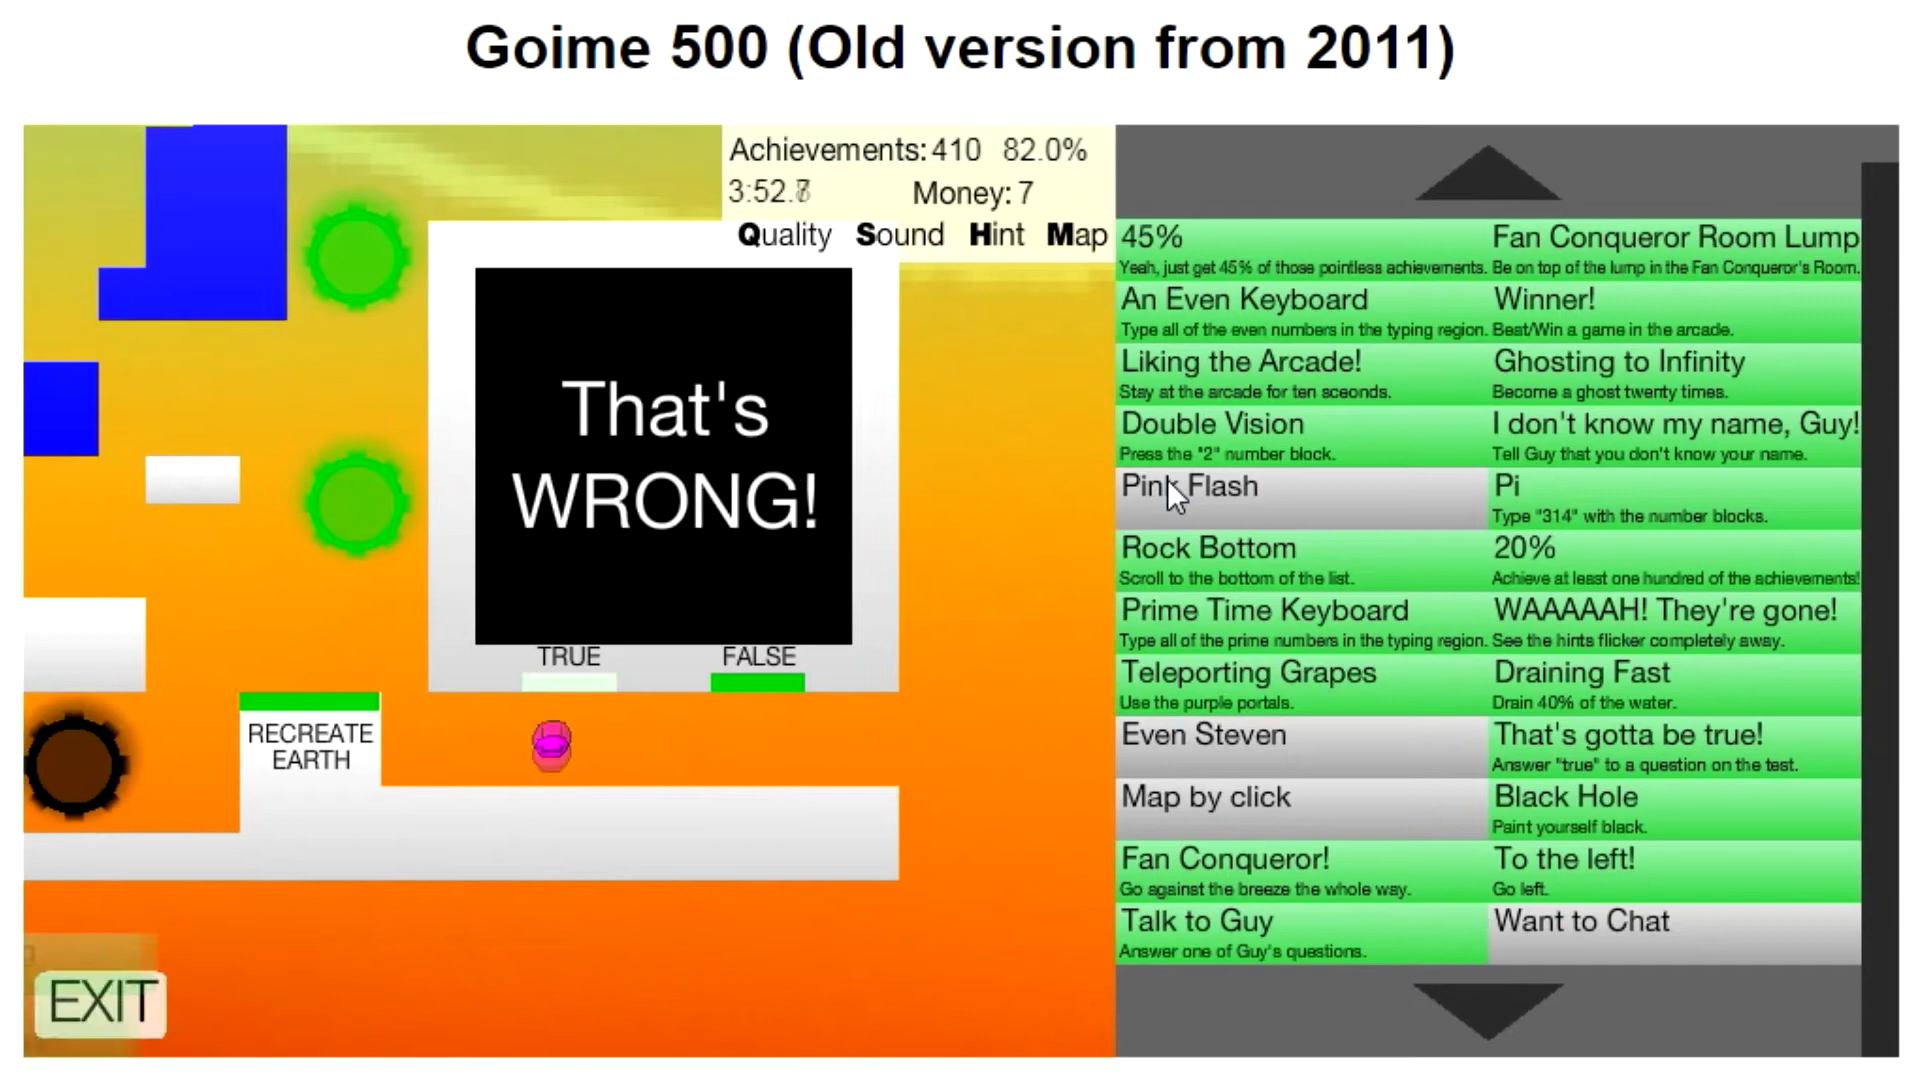 Goime 500 (Old version from 2011)
Achievements: 410 82.0%
3:52. Money: 7
Quality Sound Hint Map
That's
WRONG!
TRUE FALSE
RECREATE
EARTH
EXIT
45% Fan Conqueror Room Lump
Yeah, just get 45% of those pointless achievements. Be on top of the lump in the Fan Conqueror's Room.
An Even Keyboard Winner!
Type all of the even numbers in the typing region. Beat/Win a game in the arcade.
Liking the Arcade! Ghosting to Infinity
Stay at the arcade for ten sceonds. Become a ghost twenty times.
Double Vision I don't know my name, Guy!
Press the "2" number block. Tell Guy that you don't know your name.
Pink Flash Pi
Type "314" with the number blocks.
Rock Bottom 20%
Scroll to the bottom of the list. Achieve at least one hundred of the achievements!
Prime Time Keyboard WAAAAAH! They're gone!
Type all of the prime numbers in the typing region. See the hints flicker completely away.
Teleporting Grapes Draining Fast
Use the purple portals. Drain 40% of the water.
Even Steven That's gotta be true!
Answer "true" to a question on the test.
Map by click Black Hole
Paint yourself black.
Fan Conqueror! To the left!
Go against the breeze the whole way. Go left.
Talk to Guy Want to Chat
Answer one of Guy's questions.